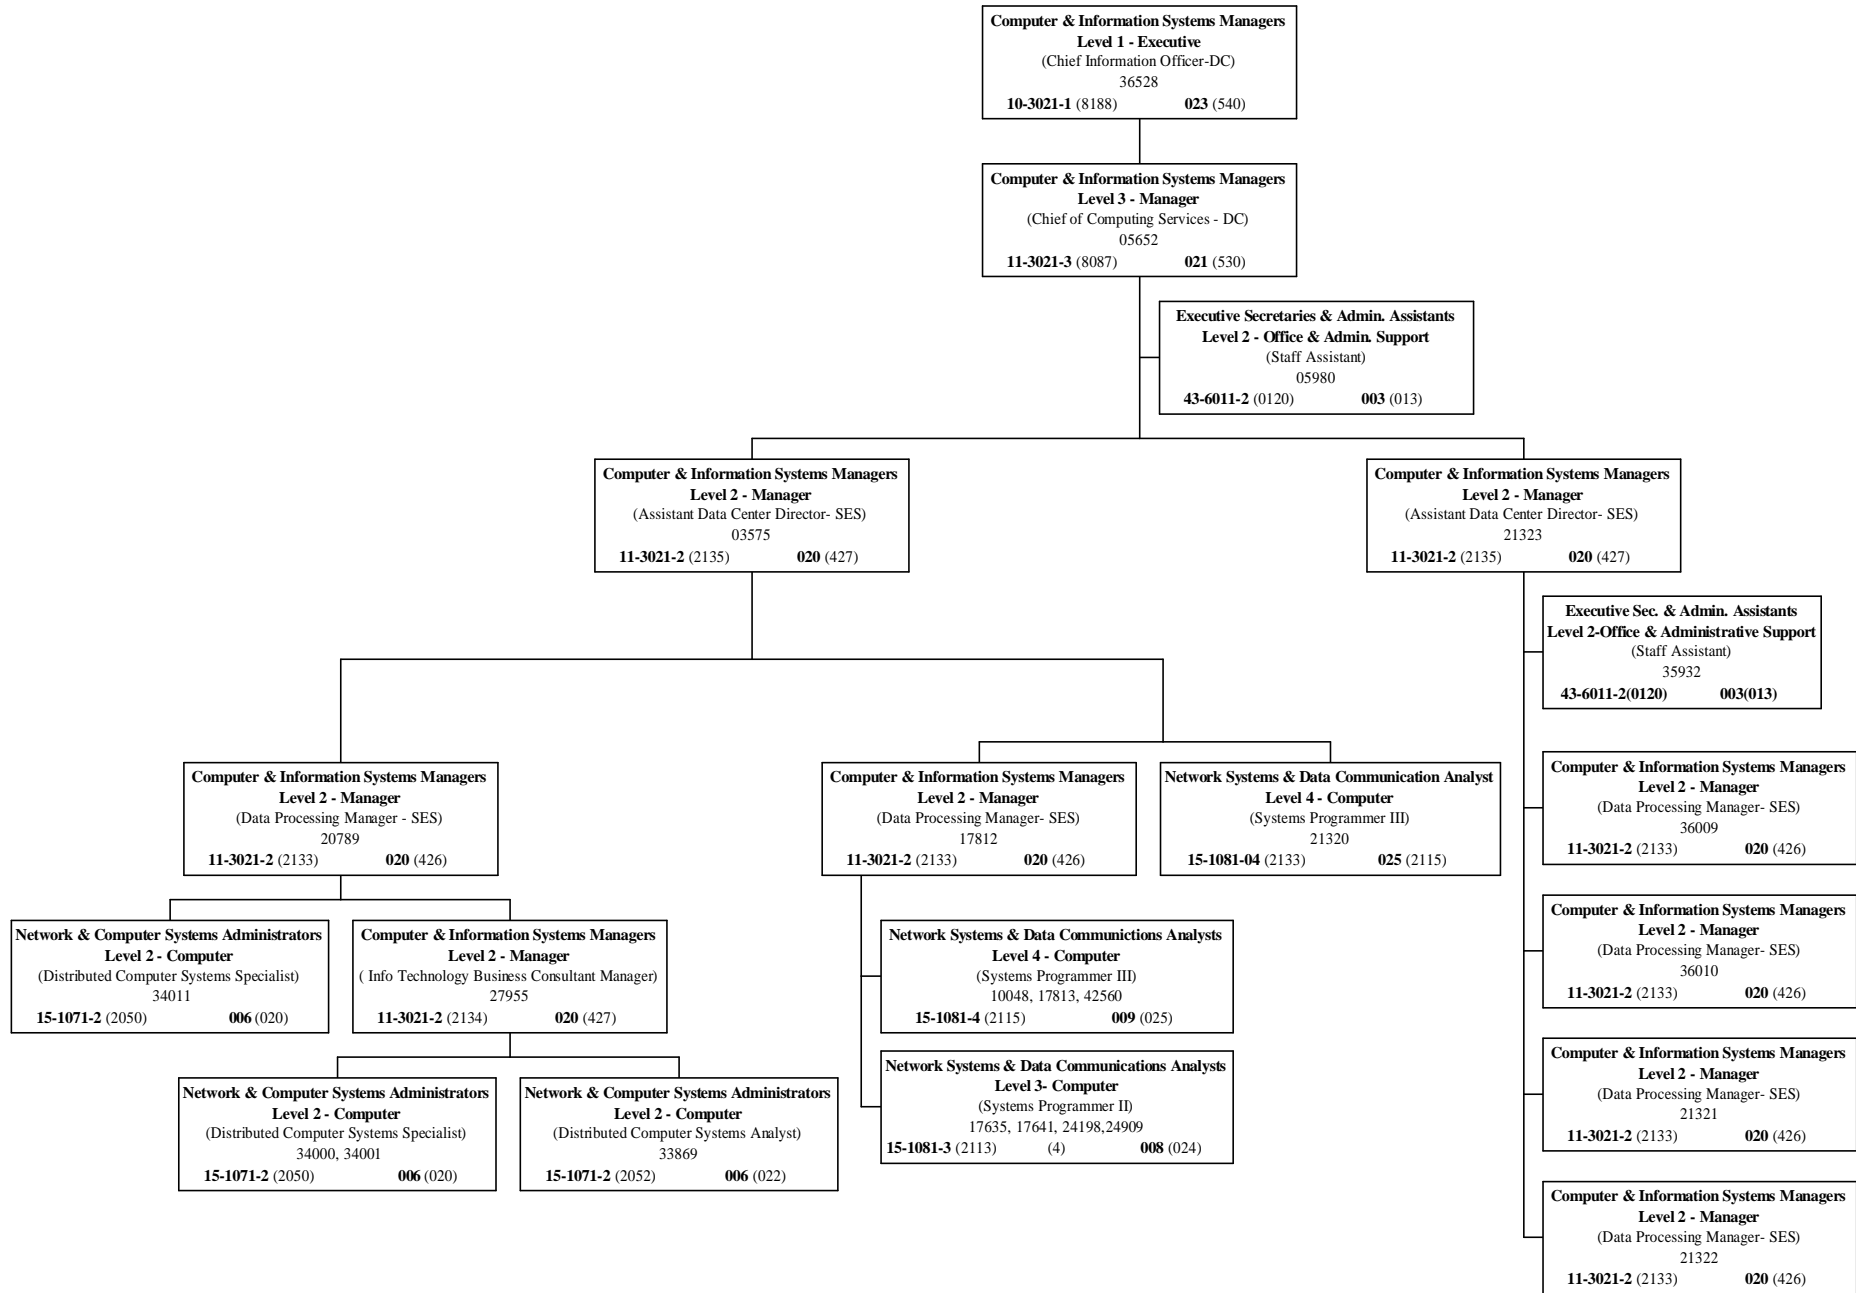 Computer & Information Systems Managers
Level 1 - Executive
(Chief Information Officer-DC)
36528
10-3021-1 (8188) 023 (540)
Computer & Information Systems Managers
Level 3 - Manager
(Chief of Computing Services - DC)
05652
11-3021-3 (8087) 021 (530)
Executive Secretaries & Admin. Assistants
Level 2 - Office & Admin. Support
(Staff Assistant)
05980
43-6011-2 (0120) 003 (013)
Computer & Information Systems Managers
Level 2 - Manager
(Assistant Data Center Director- SES)
03575
11-3021-2 (2135) 020 (427)
Computer & Information Systems Managers
Level 2 - Manager
(Assistant Data Center Director- SES)
21323
11-3021-2 (2135) 020 (427)
Executive Sec. & Admin. Assistants
Level 2-Office & Administrative Support
(Staff Assistant)
35932
43-6011-2(0120) 003(013)
Computer & Information Systems Managers
Level 2 - Manager
(Data Processing Manager - SES)
20789
11-3021-2 (2133) 020 (426)
Computer & Information Systems Managers
Level 2 - Manager
(Data Processing Manager- SES)
17812
11-3021-2 (2133) 020 (426)
Network Systems & Data Communication Analyst
Level 4 - Computer
(Systems Programmer III)
21320
15-1081-04 (2133) 025 (2115)
Computer & Information Systems Managers
Level 2 - Manager
(Data Processing Manager- SES)
36009
11-3021-2 (2133) 020 (426)
Network & Computer Systems Administrators
Level 2 - Computer
(Distributed Computer Systems Specialist)
34011
15-1071-2 (2050) 006 (020)
Computer & Information Systems Managers
Level 2 - Manager
( Info Technology Business Consultant Manager)
27955
11-3021-2 (2134) 020 (427)
Network Systems & Data Communictions Analysts
Level 4 - Computer
(Systems Programmer III)
10048, 17813, 42560
15-1081-4 (2115) 009 (025)
Computer & Information Systems Managers
Level 2 - Manager
(Data Processing Manager- SES)
36010
11-3021-2 (2133) 020 (426)
Network & Computer Systems Administrators
Level 2 - Computer
(Distributed Computer Systems Specialist)
34000, 34001
15-1071-2 (2050) 006 (020)
Network & Computer Systems Administrators
Level 2 - Computer
(Distributed Computer Systems Analyst)
33869
15-1071-2 (2052) 006 (022)
Network Systems & Data Communications Analysts
Level 3- Computer
(Systems Programmer II)
17635, 17641, 24198,24909
15-1081-3 (2113) (4) 008 (024)
Computer & Information Systems Managers
Level 2 - Manager
(Data Processing Manager- SES)
21321
11-3021-2 (2133) 020 (426)
Computer & Information Systems Managers
Level 2 - Manager
(Data Processing Manager- SES)
21322
11-3021-2 (2133) 020 (426)